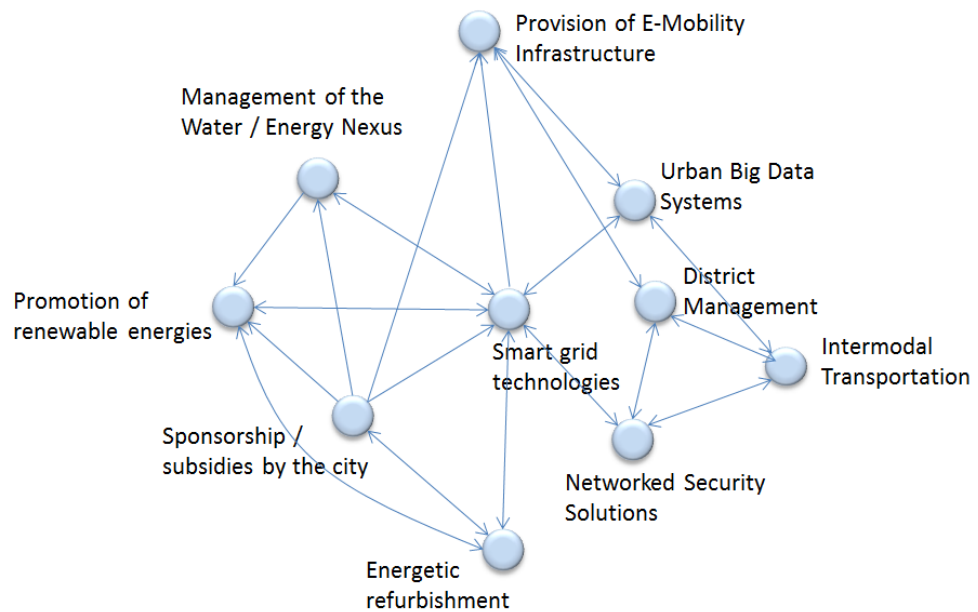 Provision of E-Mobility
Infrastructure
Management of the
Water / Energy Nexus
Urban Big Data
Systems
District
Management
Promotion of
renewable energies
Smart grid
technologies
Intermodal
Transportation
Sponsorship /
subsidies by the city
Networked Security
Solutions
Energetic
refurbishment